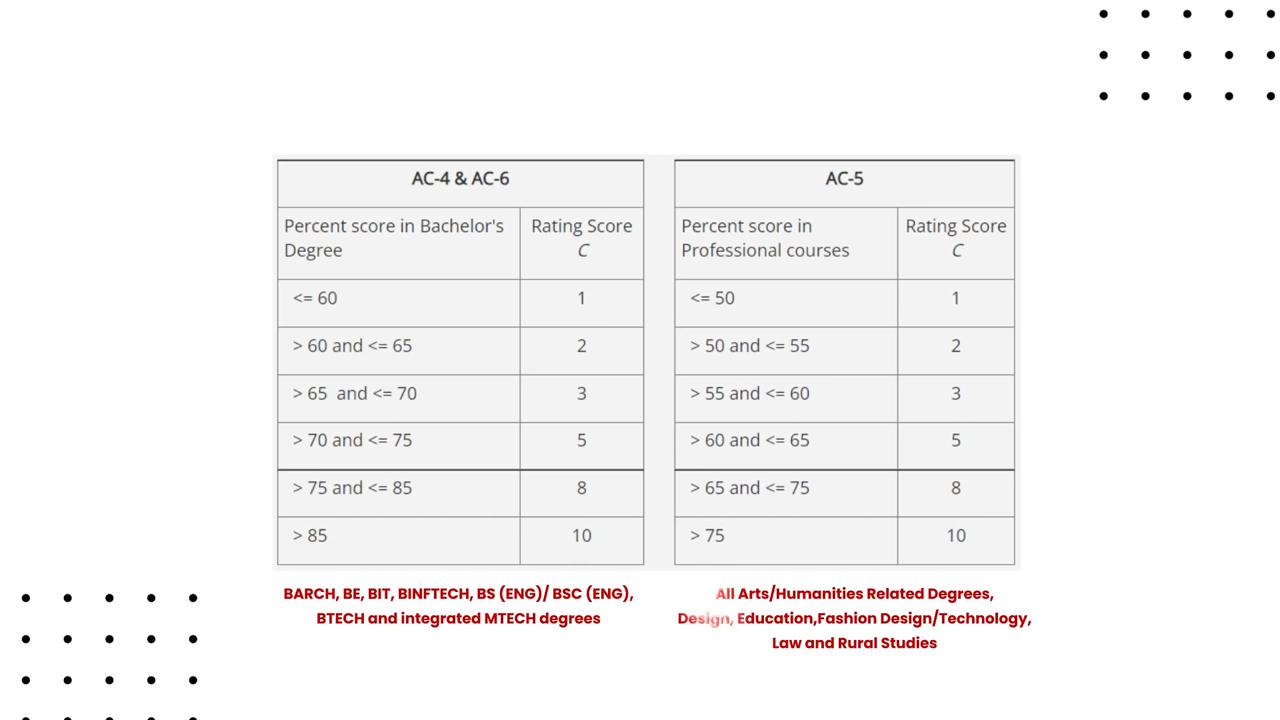 AC-4 & AC-6
Percent score in Bachelor's
Degree
Rating Score
C
<= 60
1
> 60 and <= 65
2
> 65 and <= 70
3
> 70 and <= 75
5
> 75 and <= 85
8
> 85
10
BARCH, BE, BIT, BINFTECH, BS (ENG)/ BSC (ENG),
BTECH and integrated MTECH degrees
AC-5
Percent score in
Professional courses
Rating Score
C
<= 50
1
> 50 and <= 55
2
> 55 and <= 60
3
> 60 and <= 65
5
> 65 and <= 75
8
> 75
10
All Arts/Humanities Related Degrees,
Design, Education,Fashion Design/Technology,
Law and Rural Studies